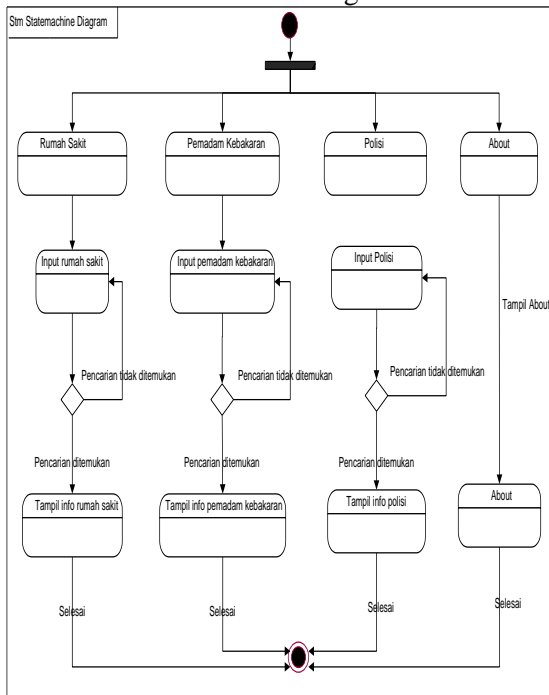 Stm Statemachine Diagram
Rumah Sakit
Pemadam Kebakaran
Polisi
About
Input rumah sakit
Input pemadam kebakaran
Input Polisi
Tampil About
Pencarian tidak ditemukan
Pencarian tidak ditemukan
Pencarian tidak ditemukan
Pencarian ditemukan
Pencarian ditemukan
Pencarian ditemukan
Tampil info rumah sakit
Tampil info pemadam kebakaran
Tampil info polisi
About
Selesai
Selesai
Selesai
Selesai